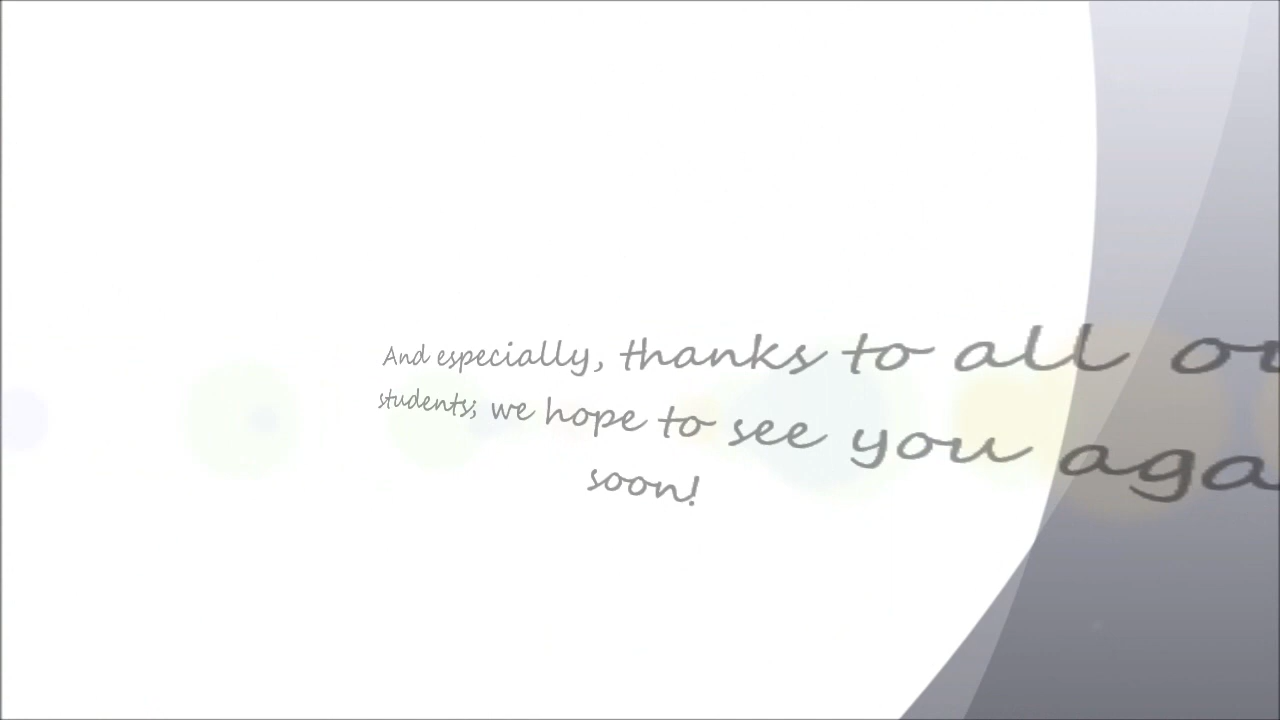 And especially, thanks to all
students; we hope to see you
soon!